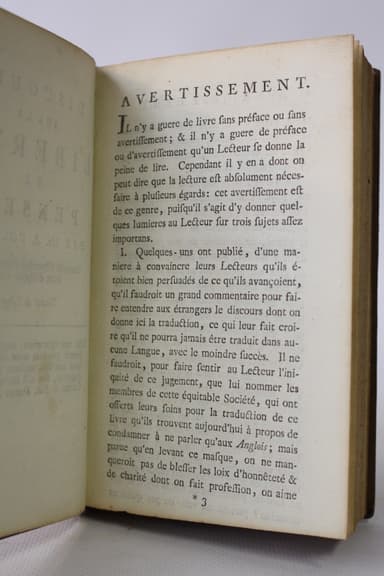 AVERTISSEMENT.
IL n'y a guere de livre sans préface ou sans
avertissement; & il n'y a guere de préface
ou d'avertissement qu'un Lecteur se donne la
peine de lire. Cependant il y en a dont on
peut dire que la lecture est absolument néces-
saire à plusieurs égards: cet avertissement est
de ce genre, puisqu'il s'agit d'y donner quel-
ques lumieres au Lecteur sur trois sujets assez
importans.
I. Quelques-uns ont publié, d'une ma-
niere à convaincre leurs Lecteurs qu'ils é-
toient bien persuadés de ce qu'ils avançoient,
qu'il faudroit un grand commentaire pour fai-
re entendre aux étrangers le discours dont on
donne ici la traduction, ce qui leur fait croi-
re qu'il ne pourra jamais être traduit dans au-
cune Langue, avec le moindre succès. Il ne
faudroit, pour faire sentir au Lecteur l'ini-
quité de ce jugement, que lui nommer les
membres de cette équitable Société, qui ont
offerts leurs soins pour la traduction de ce
livre qu'ils trouvent aujourd'hui à propos de
condamner à ne parler qu'aux Anglois; mais
parce qu'en levant ce masque, on ne man-
queroit pas de blesser les loix d'honnêteté &
de charité dont on fait profession, on aime
* 3